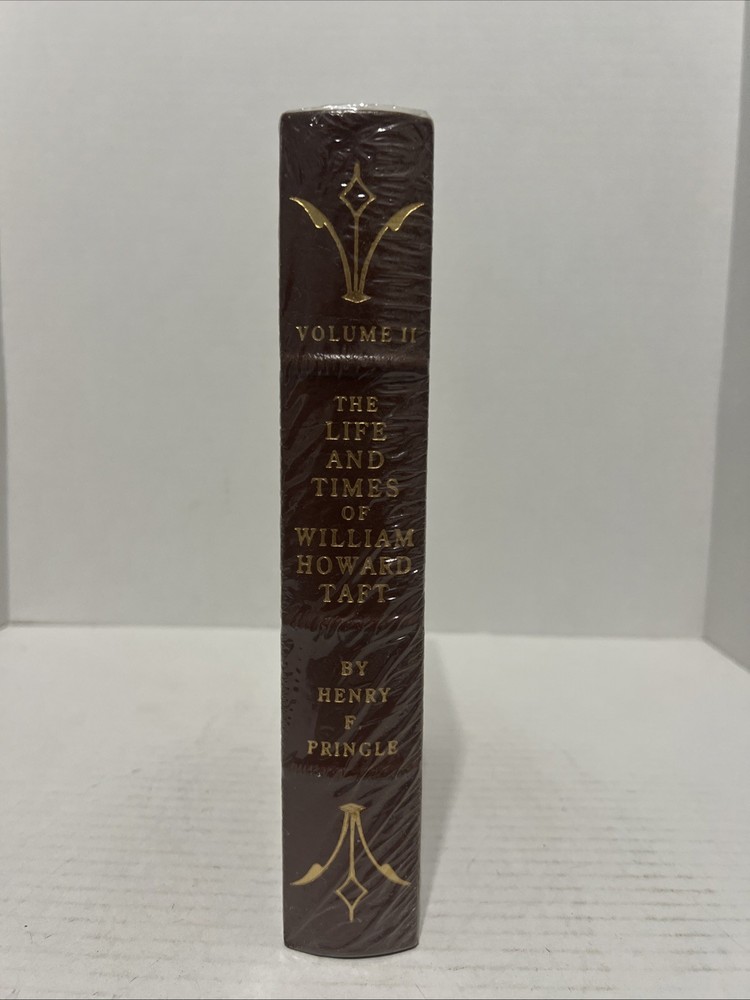 VOLUME II
THE
LIFE
AND
TIMES
OF
WILLIAM
HOWARD
TAFT
BY
HENRY
F.
PRINGLE